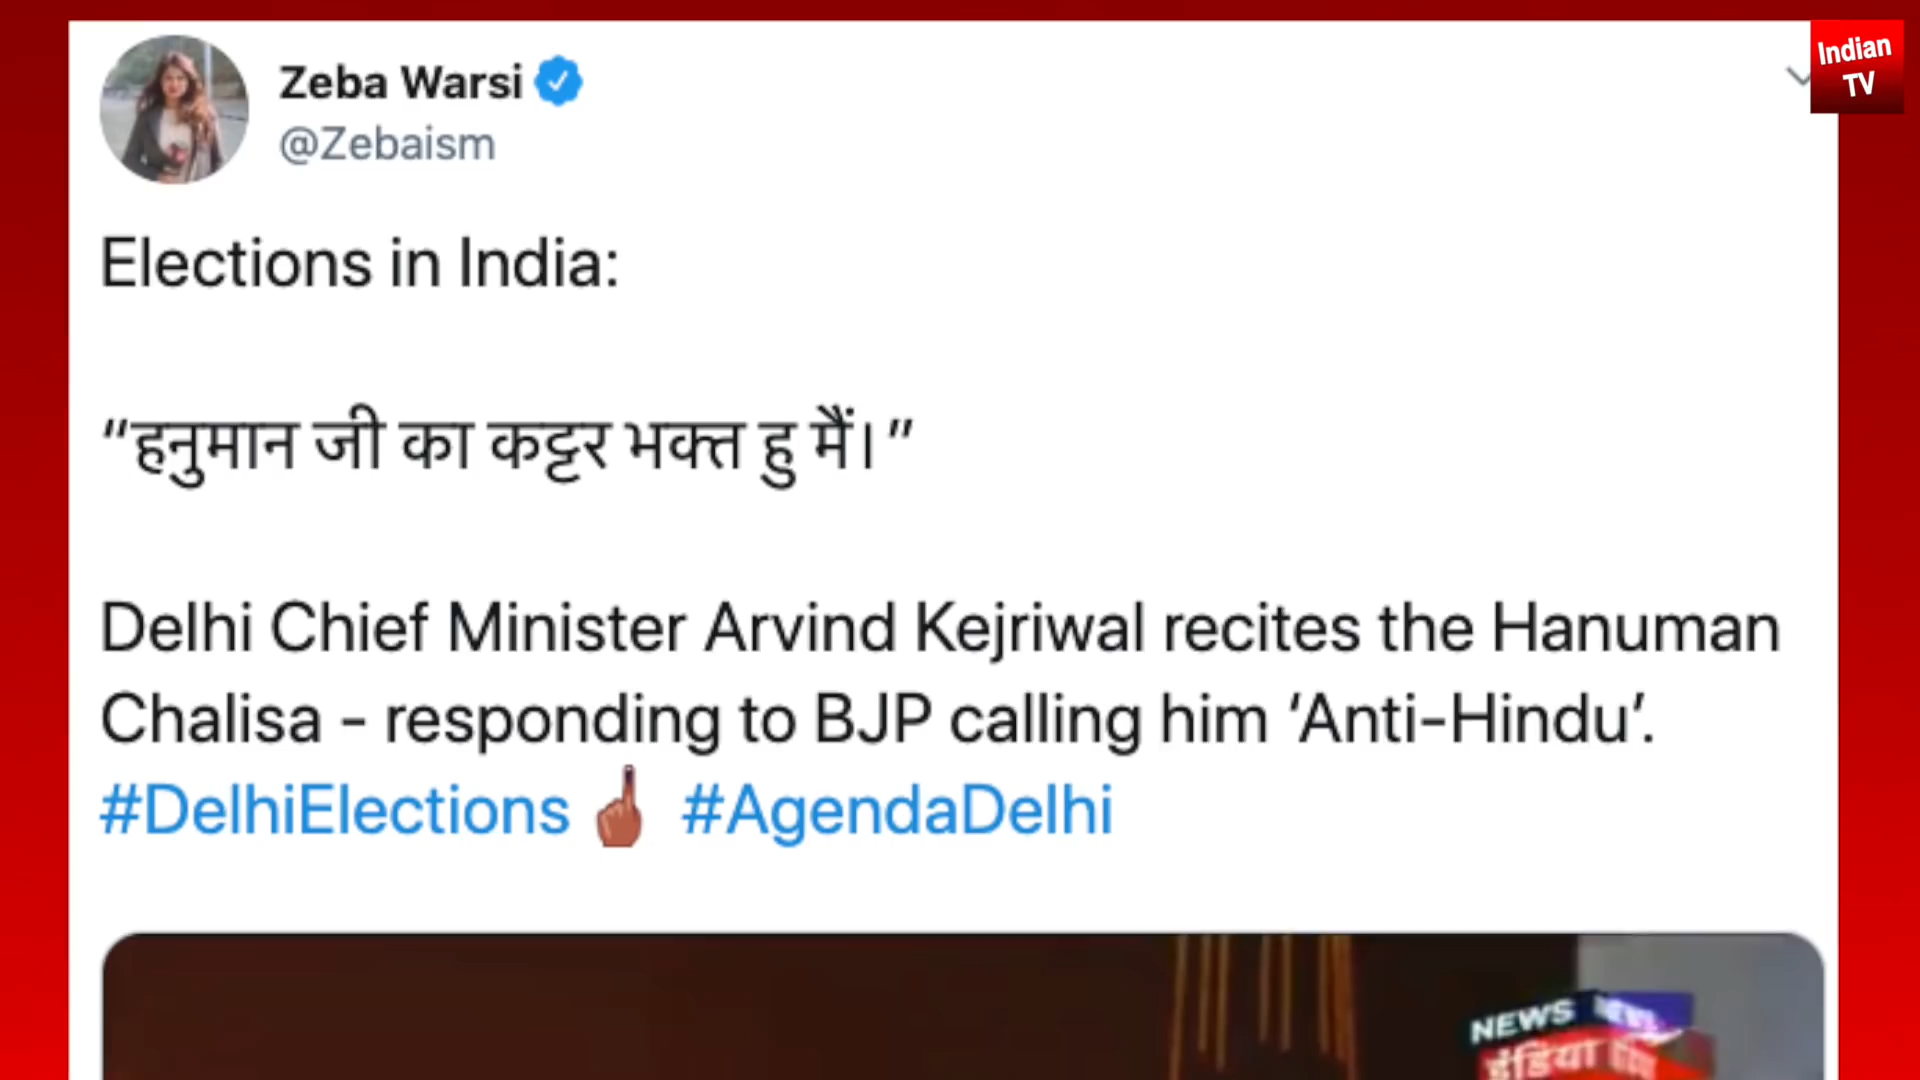 Indian
TV
Zeba Warsi
@Zebaism
Elections in India:
“हनुमान जी का कट्टर भक्त हु मैं।”
Delhi Chief Minister Arvind Kejriwal recites the Hanuman
Chalisa - responding to BJP calling him ‘Anti-Hindu’.
#DelhiElections #AgendaDelhi
NEWS
इंडिया